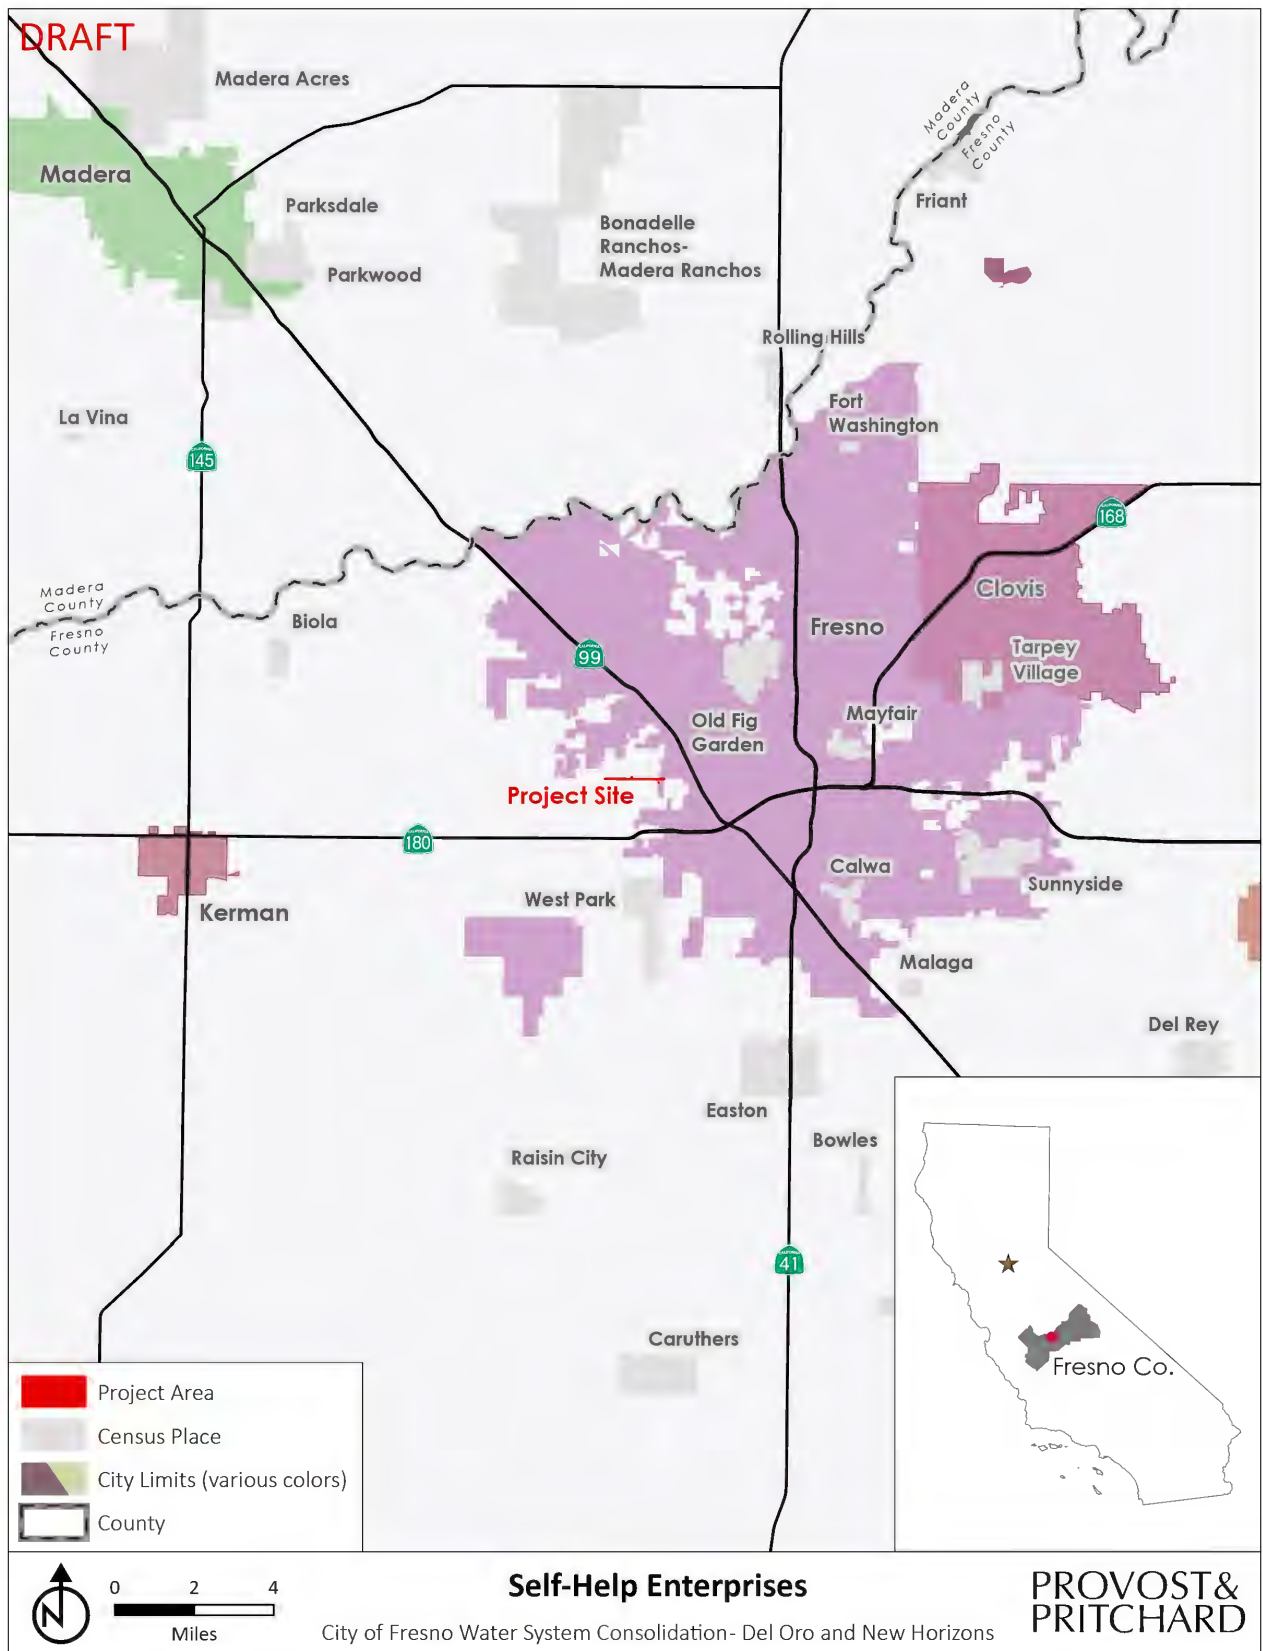 DRAFT
Madera Acres
Madera
County
Fresno
County
Madera
Parksdale
Friant
Bonadelle
Ranchos-
Madera Ranchos
Parkwood
Rolling Hills
Fort
Washington
La Vina
145
168
Clovis
Madera
County
Fresno
County
Biola
Fresno
99
Tarpey
Village
Old Fig
Garden
Mayfair
Project Site
180
Calwa
Sunnyside
West Park
Kerman
Malaga
Del Rey
Easton
Bowles
Raisin City
41
Caruthers
Fresno Co.
Project Area
Census Place
City Limits (various colors)
County
N
0 2 4
Miles
Self-Help Enterprises
City of Fresno Water System Consolidation- Del Oro and New Horizons
PROVOST&
PRITCHARD